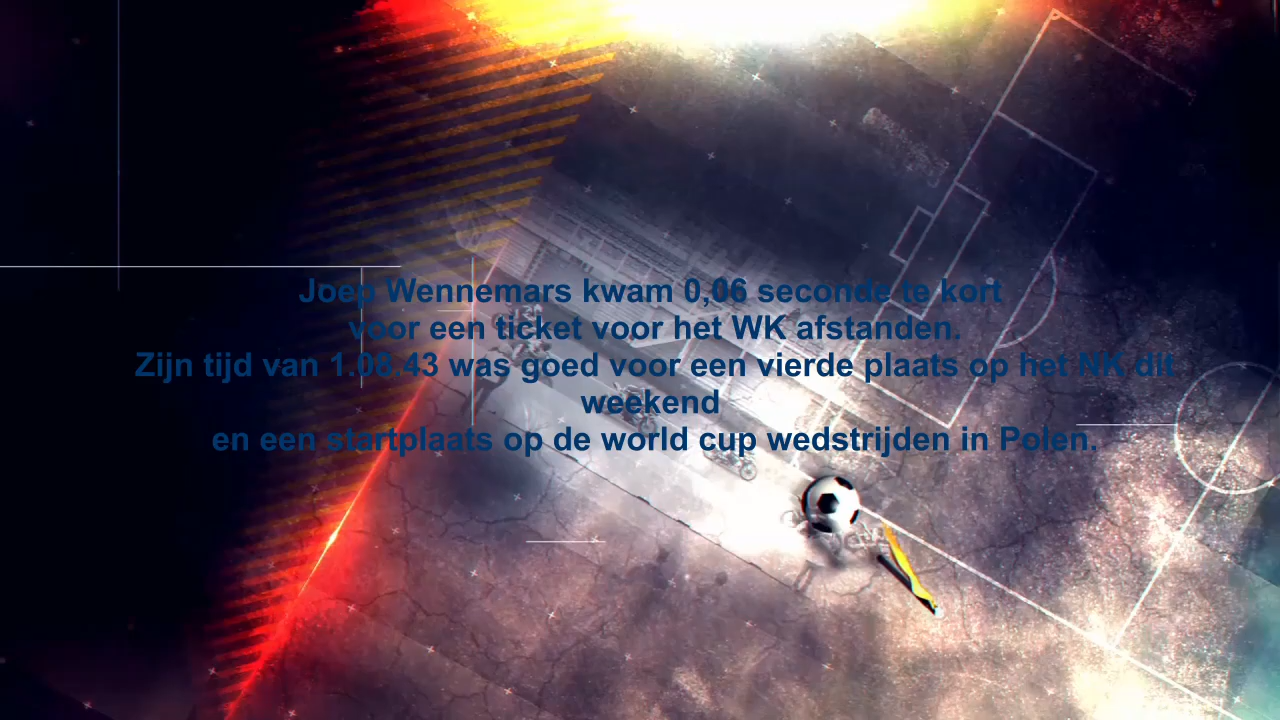 Joep Wennemars kwam 0,06 seconde te kort
voor een ticket voor het WK afstanden.
Zijn tijd van 1.08.43 was goed voor een vierde plaats op het NK dit
weekend
en een startplaats op de world cup wedstrijden in Polen.